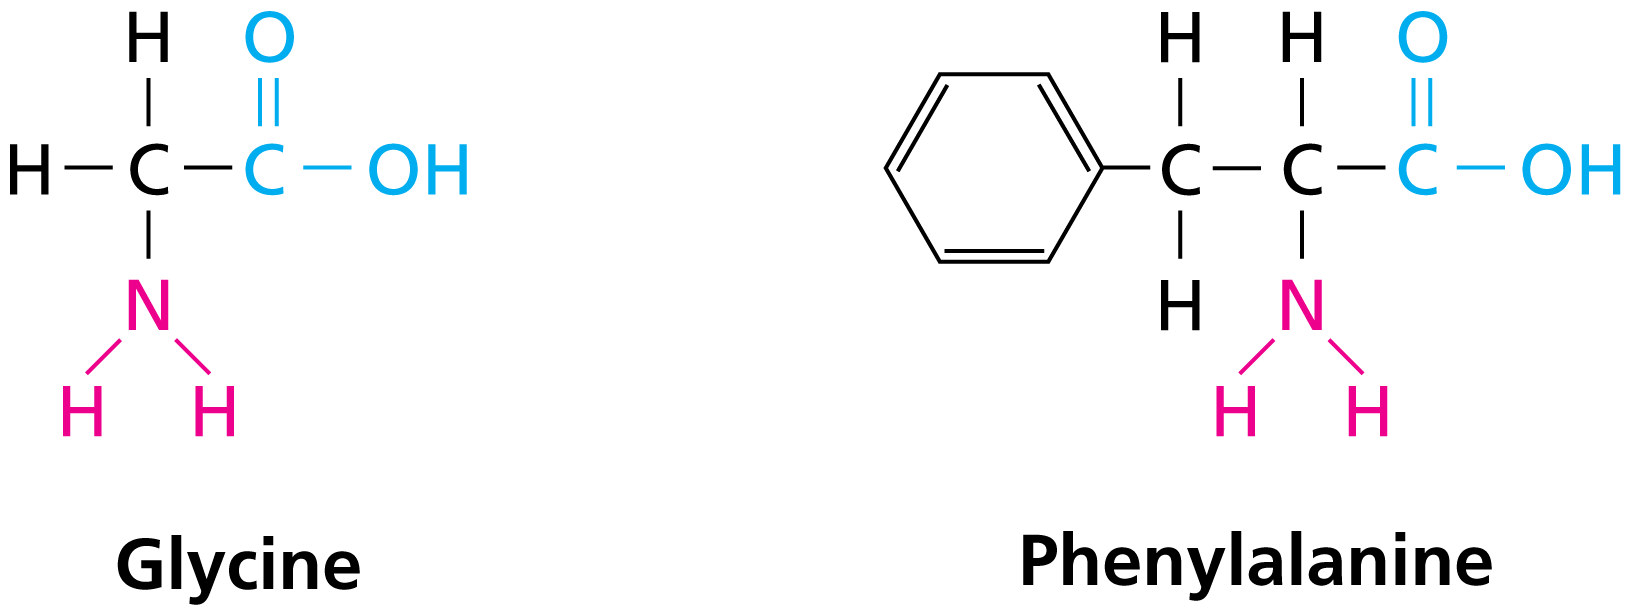 H O H H O
H C C OH C C C OH
N H N
H H H H
Glycine Phenylalanine